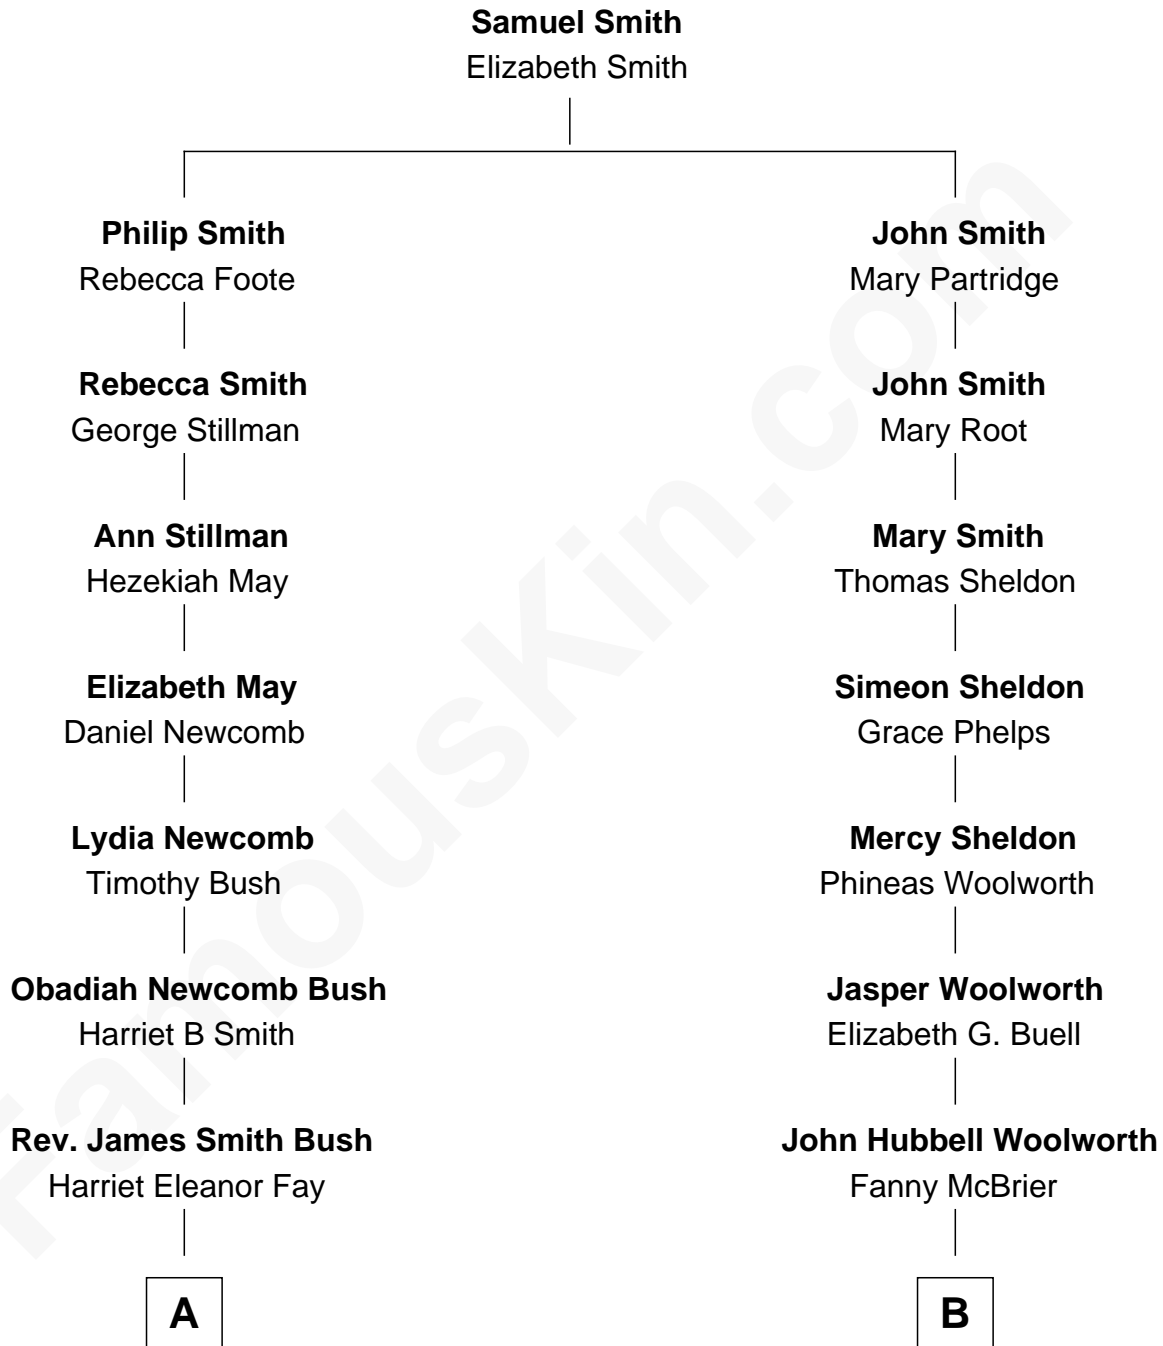 Samuel Smith
Elizabeth Smith
Philip Smith
Rebecca Foote
John Smith
Mary Partridge
Rebecca Smith
George Stillman
John Smith
Mary Root
Ann Stillman
Hezekiah May
Mary Smith
Thomas Sheldon
Elizabeth May
Daniel Newcomb
Simeon Sheldon
Grace Phelps
Lydia Newcomb
Timothy Bush
Mercy Sheldon
Phineas Woolworth
Obadiah Newcomb Bush
Harriet B Smith
Jasper Woolworth
Elizabeth G. Buell
Rev. James Smith Bush
Harriet Eleanor Fay
John Hubbell Woolworth
Fanny McBrier
A
B
FamousKin.com